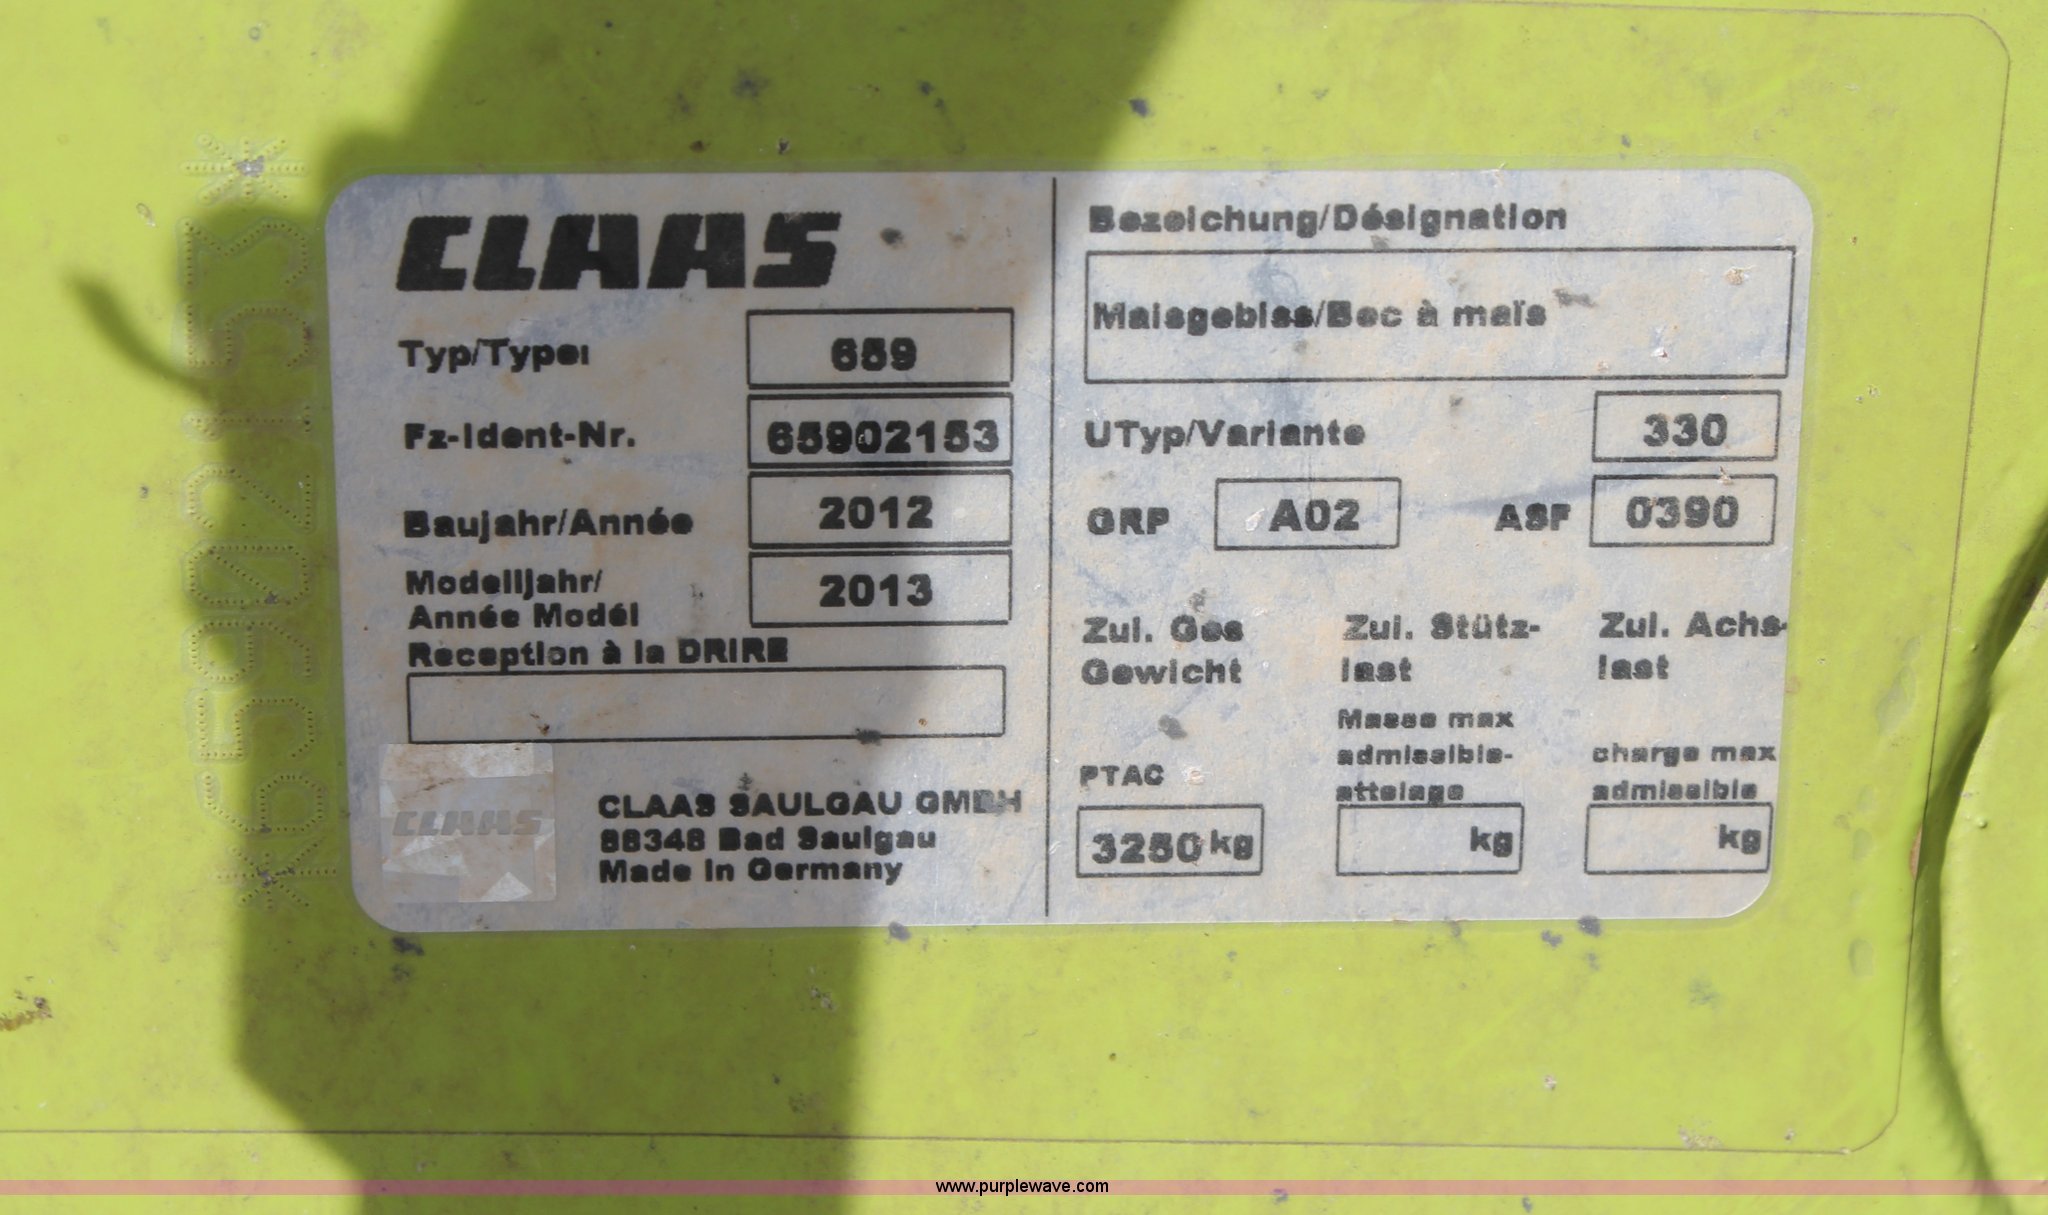 CLAAS
Typ/Type:
659
Fz-Ident-Nr.
65902153
Baujahr/Année
2012
Modelljahr/
Année Modél
2013
Reception à la DRIRE
CLAAS
CLAAS SAULGAU GMBH
88348 Bad Saulgau
Made in Germany
Bezeichung/Désignation
Maisgebiss/Bec à maïs
UTyp/Variante
330
GRP
A02
ASF
0390
Zul. Ges
Gewicht
PTAC
3250 kg
Zul. Stütz-
last
Masse max
admissible-
attelage
kg
Zul. Achs-
last
charge max
admissible
kg
www.purplewave.com